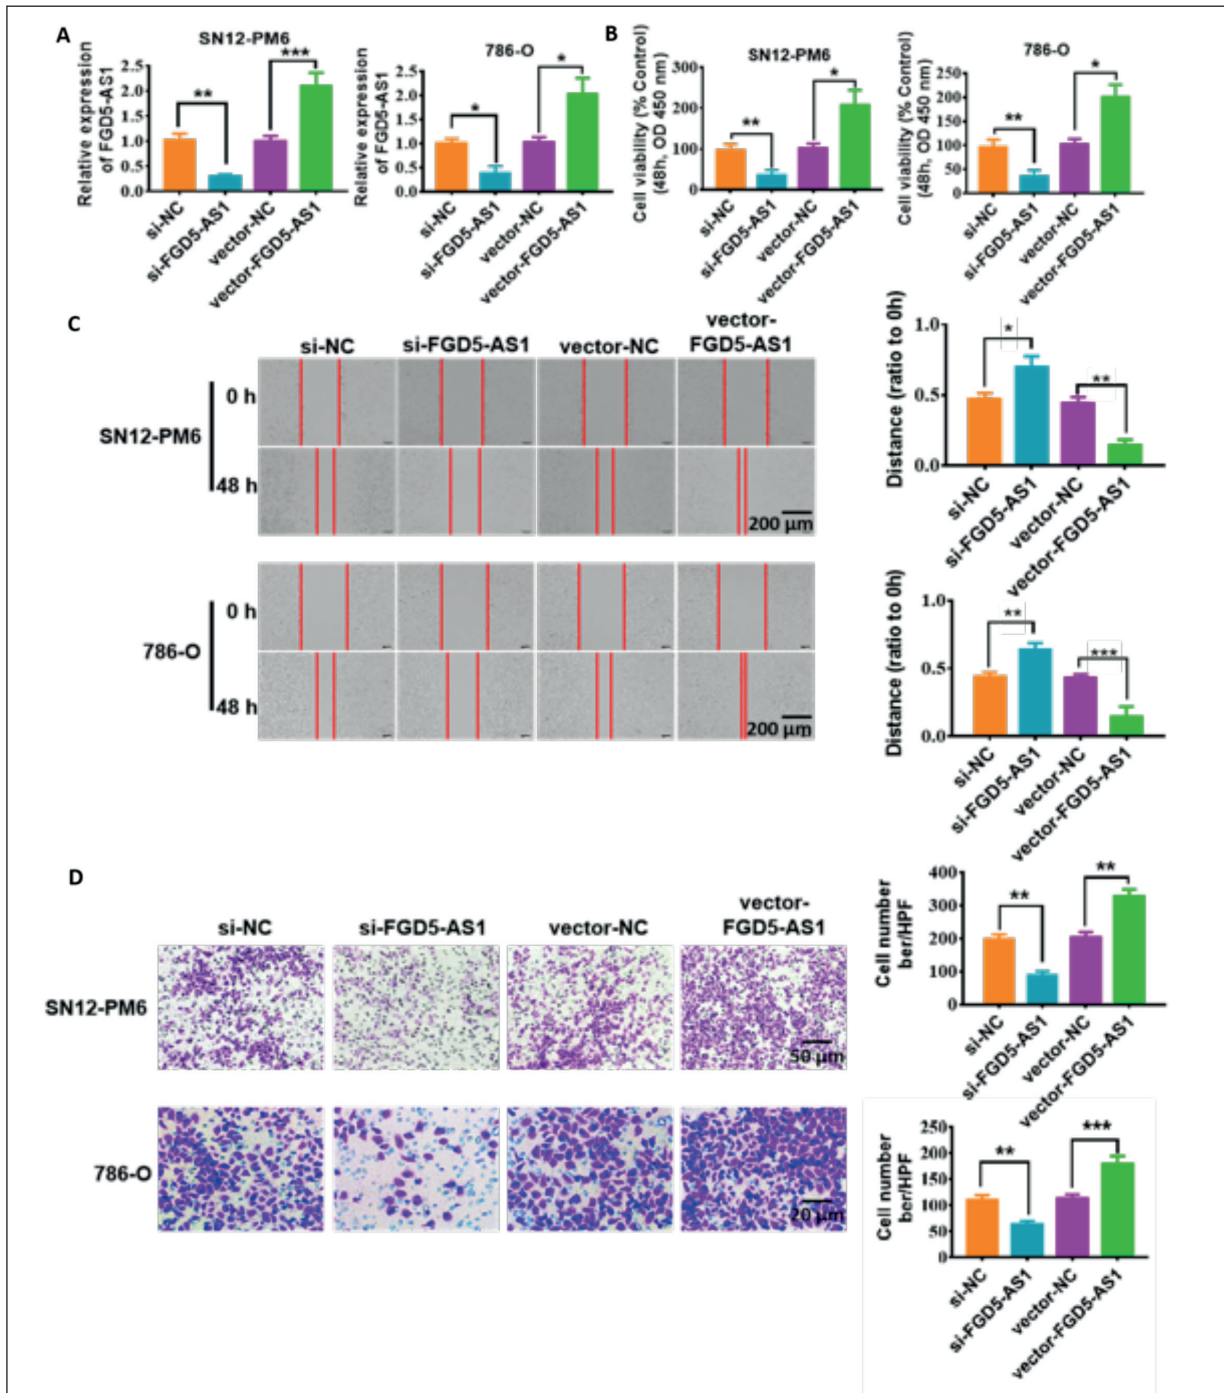 A
SN12-PM6
Relative expression
of FGD5-AS1
2.5
2.0
1.5
1.0
0.5
0.0
**
***
si-NC
si-FGD5-AS1
vector-NC
vector-FGD5-AS1
786-O
Relative expression
of FGD5-AS1
2.5
2.0
1.5
1.0
0.5
0.0
*
*
si-NC
si-FGD5-AS1
vector-NC
vector-FGD5-AS1
B
SN12-PM6
Cell viability (% Control)
(48h, OD 450 nm)
300
200
100
0
**
*
si-NC
si-FGD5-AS1
vector-NC
vector-FGD5-AS1
786-O
Cell viability (% Control)
(48h, OD 450 nm)
250
200
150
100
50
0
**
*
si-NC
si-FGD5-AS1
vector-NC
vector-FGD5-AS1
C
si-NC
si-FGD5-AS1
vector-NC
vector-
FGD5-AS1
SN12-PM6
0 h
48 h
200 µm
786-O
0 h
48 h
200 µm
Distance (ratio to 0h)
1.0
0.5
0.0
*
**
si-NC
si-FGD5-AS1
vector-NC
vector-FGD5-AS1
Distance (ratio to 0h)
1.0
0.5
0.0
**
***
si-NC
si-FGD5-AS1
vector-NC
vector-FGD5-AS1
D
si-NC
si-FGD5-AS1
vector-NC
vector-
FGD5-AS1
SN12-PM6
50 µm
786-O
20 µm
Cell number
ber/HPF
400
300
200
100
0
**
**
si-NC
si-FGD5-AS1
vector-NC
vector-FGD5-AS1
Cell number
ber/HPF
250
200
150
100
50
0
**
***
si-NC
si-FGD5-AS1
vector-NC
vector-FGD5-AS1